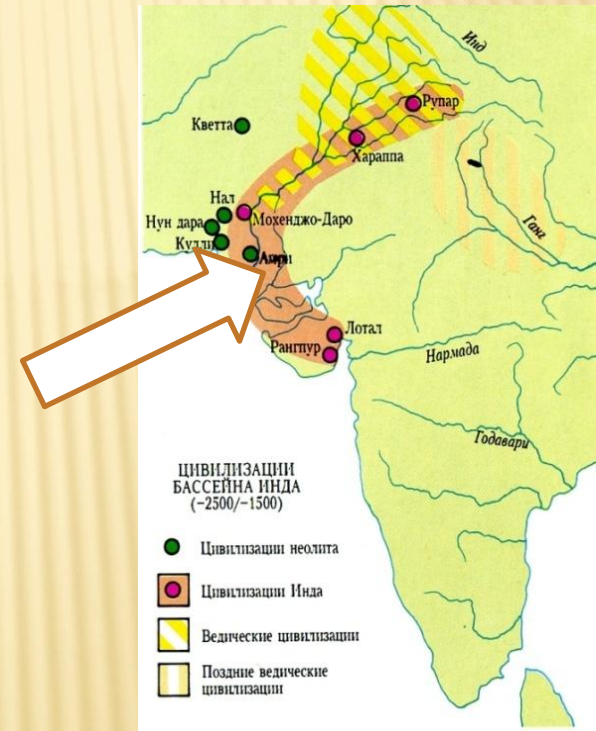 Инд
Рупар
Кветта
Хараппа
Нал
Мохенджо-Даро
Нун дара
Кулли
Ганг
Лотал
Рангпур
Нармада
Годавари
ЦИВИЛИЗАЦИИ
БАССЕЙНА ИНДА
(−2500/−1500)
Цивилизации неолита
Цивилизации Инда
Ведические цивилизации
Поздние ведические
цивилизации